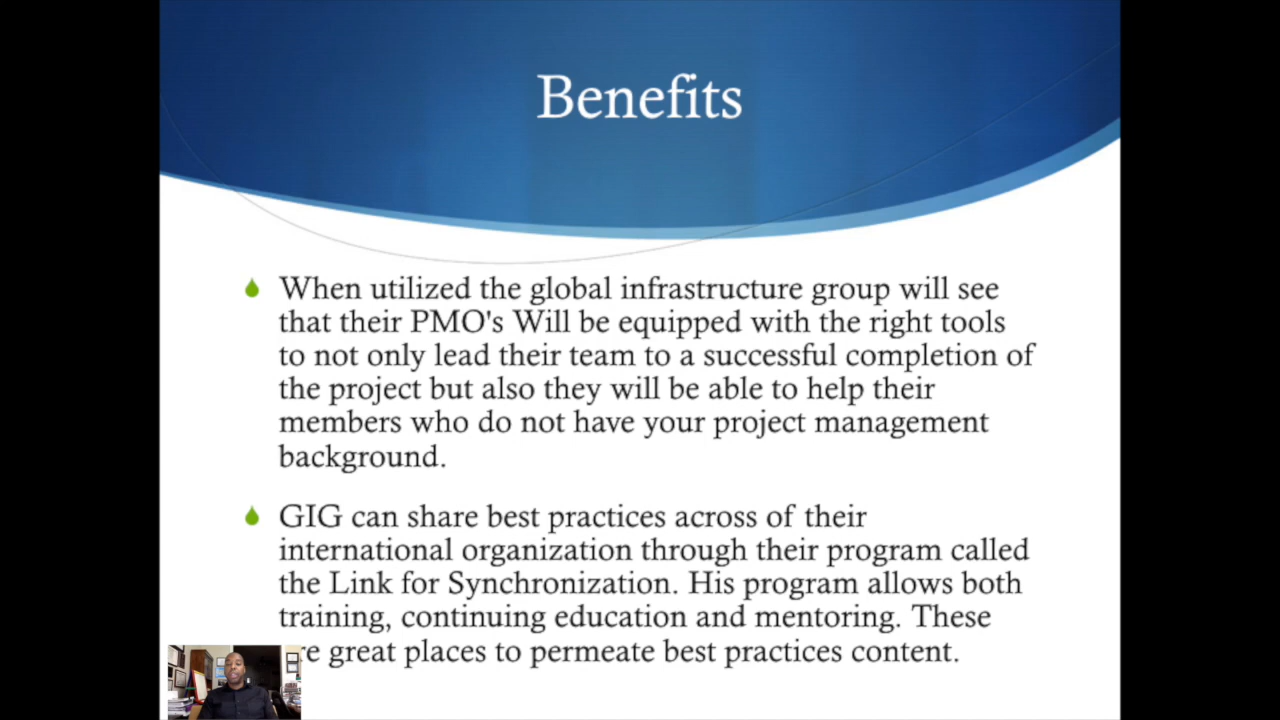 Benefits
When utilized the global infrastructure group will see
that their PMO's Will be equipped with the right tools
to not only lead their team to a successful completion of
the project but also they will be able to help their
members who do not have your project management
background.
GIG can share best practices across of their
international organization through their program called
the Link for Synchronization. His program allows both
training, continuing education and mentoring. These
great places to permeate best practices content.